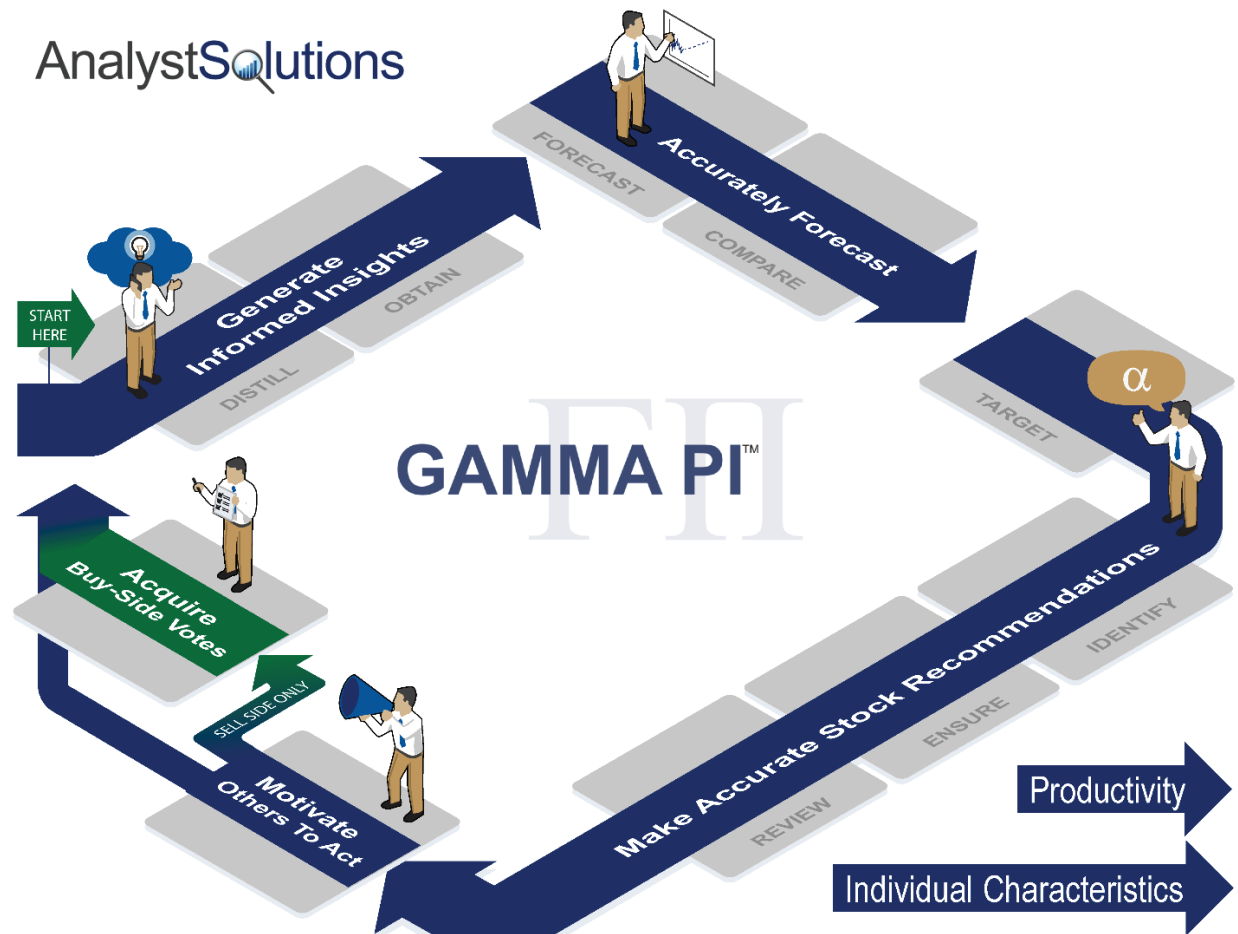 AnalystSolutions
START
HERE
Generate
Informed Insights
DISTILL
OBTAIN
Accurately Forecast
FORECAST
COMPARE
TARGET
α
Make Accurate Stock Recommendations
IDENTIFY
ENSURE
REVIEW
Motivate
Others To Act
SELL SIDE ONLY
Acquire
Buy-Side Votes
ΓΠ
GAMMA PI™
Productivity
Individual Characteristics